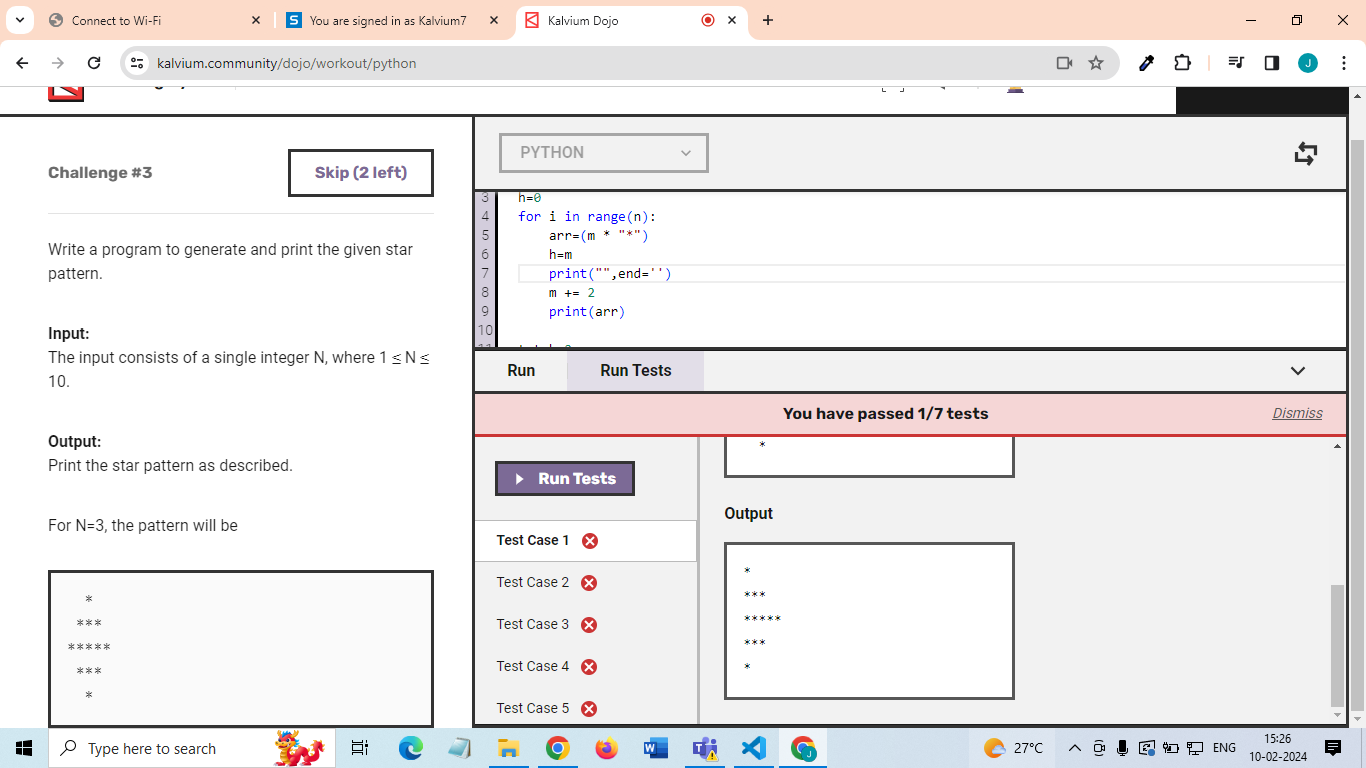 Connect to Wi-Fi
S You are signed in as Kalvium7
Kalvium Dojo
kalvium.community/dojo/workout/python
J
Challenge #3
Skip (2 left)
Write a program to generate and print the given star
pattern.
Input:
The input consists of a single integer N, where 1 ≤ N ≤
10.
Output:
Print the star pattern as described.
For N=3, the pattern will be
*
***
*****
***
*
PYTHON
3 h=0
4 for i in range(n):
5     arr=(m * "*")
6     h=m
7     print("",end='')
8     m += 2
9     print(arr)
10
Run
Run Tests
You have passed 1/7 tests
Dismiss
Run Tests
Test Case 1
Test Case 2
Test Case 3
Test Case 4
Test Case 5
*
Output
*
***
*****
***
*
Type here to search
27°C
ENG
15:26
10-02-2024